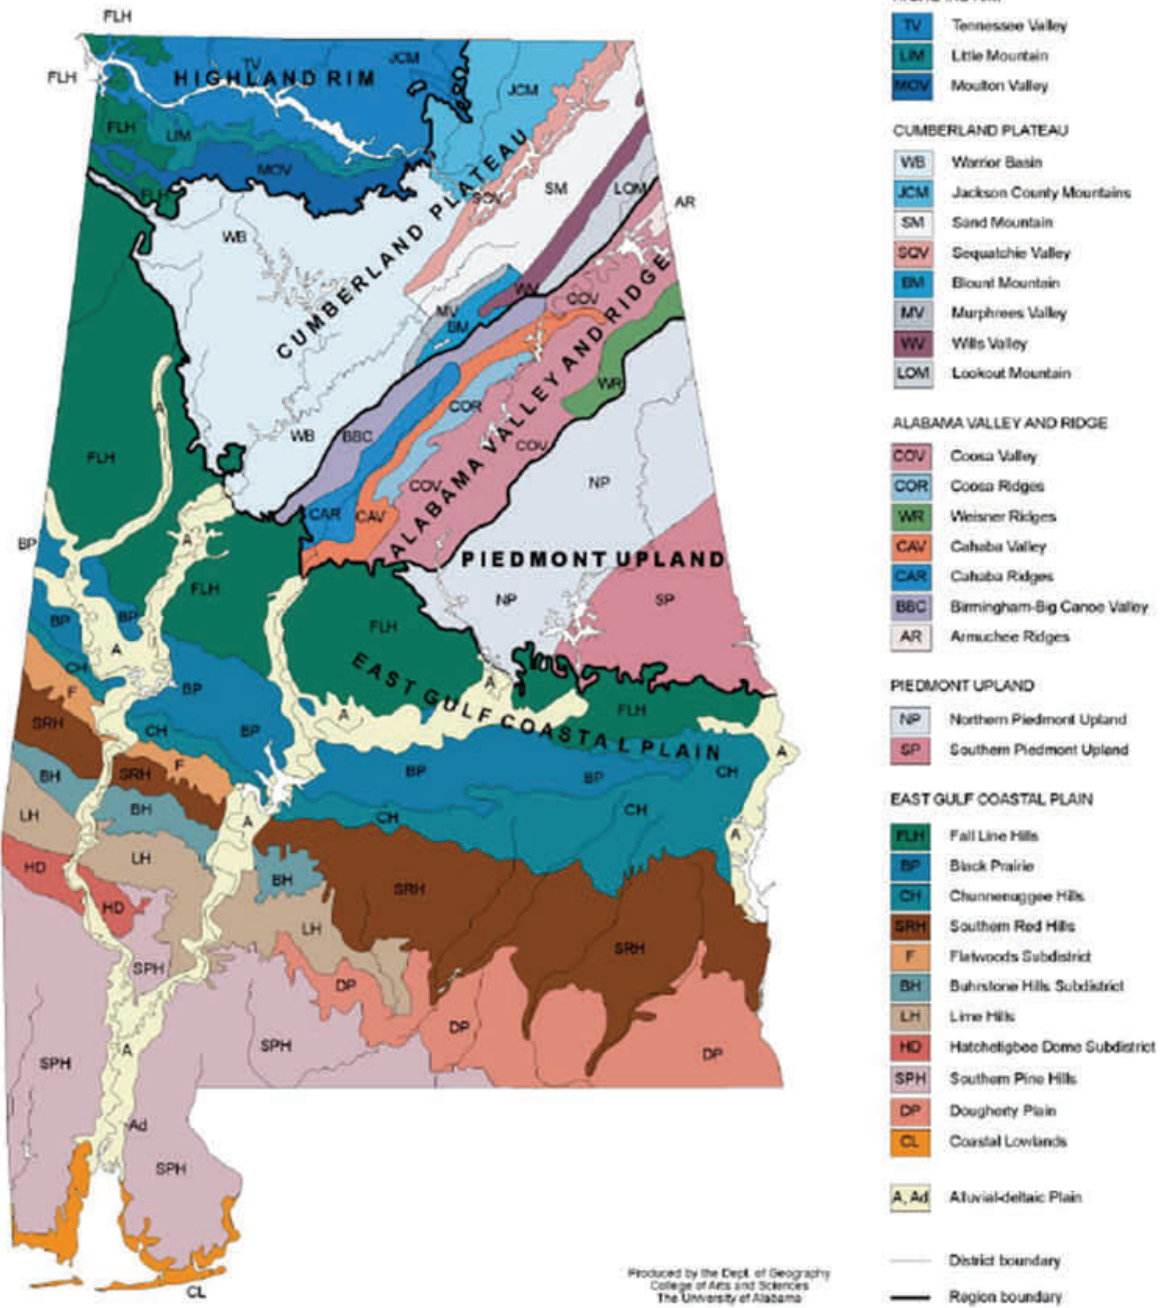 FLH
FLH
TV
JCM
HIGHLAND RIM
JCM
FLH
LIM
MOV
FLH
SM
LOM
SQV
AR
WB
CUMBERLAND PLATEAU
WV
COV
MV
BM
WR
COR
WB
BBC
COV
FLH
A
NP
COV
CAR
CAV
ALABAMA VALLEY AND RIDGE
BP
A
PIEDMONT UPLAND
FLH
NP
SP
BP
BP
FLH
A
CH
EAST GULF COASTAL PLAIN
F
BP
A
A
FLH
SRH
CH
BP
A
F
BP
BP
CH
SRH
BH
BH
CH
CH
LH
A
A
LH
HD
BH
SRH
HD
LH
SRH
SPH
DP
DP
A
SPH
SPH
DP
Ad
SPH
CL
TV Tennessee Valley
LIM Little Mountain
MOV Moulton Valley
CUMBERLAND PLATEAU
WB Warrior Basin
JCM Jackson County Mountains
SM Sand Mountain
SQV Sequatchie Valley
BM Blount Mountain
MV Murphrees Valley
WV Wills Valley
LOM Lookout Mountain
ALABAMA VALLEY AND RIDGE
COV Coosa Valley
COR Coosa Ridges
WR Weisner Ridges
CAV Cahaba Valley
CAR Cahaba Ridges
BBC Birmingham-Big Canoe Valley
AR Armuchee Ridges
PIEDMONT UPLAND
NP Northern Piedmont Upland
SP Southern Piedmont Upland
EAST GULF COASTAL PLAIN
FLH Fall Line Hills
BP Black Prairie
CH Chunnenuggee Hills
SRH Southern Red Hills
F Flatwoods Subdistrict
BH Buhrstone Hills Subdistrict
LH Lime Hills
HD Hatchetigbee Dome Subdistrict
SPH Southern Pine Hills
DP Dougherty Plain
CL Coastal Lowlands
A, Ad Alluvial-deltaic Plain
District boundary
Region boundary
Produced by the Dept. of Geography
College of Arts and Sciences
The University of Alabama